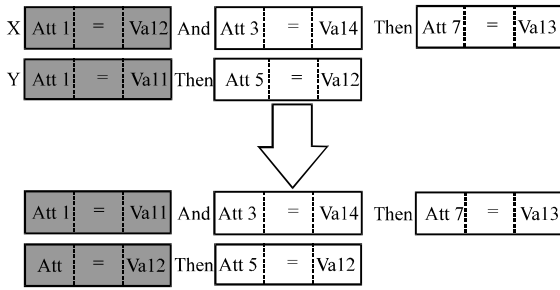 X Att 1 = Va12 And Att 3 = Va14 Then Att 7 = Va13
Y Att 1 = Va11 Then Att 5 = Va12
Att 1 = Va11 And Att 3 = Va14 Then Att 7 = Va13
Att = Va12 Then Att 5 = Va12